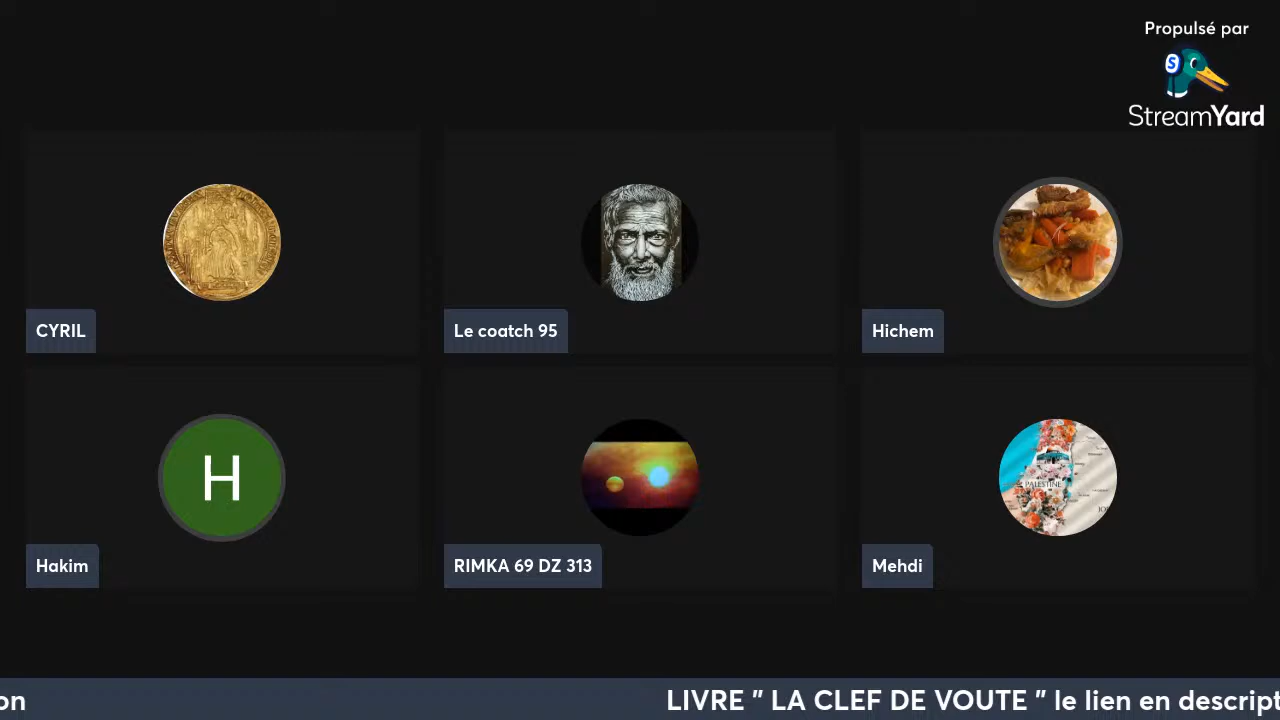 Propulsé par
StreamYard
CYRIL
Le coatch 95
Hichem
H
Hakim
RIMKA 69 DZ 313
PALESTINE
Mehdi
on
LIVRE " LA CLEF DE VOUTE " le lien en descript